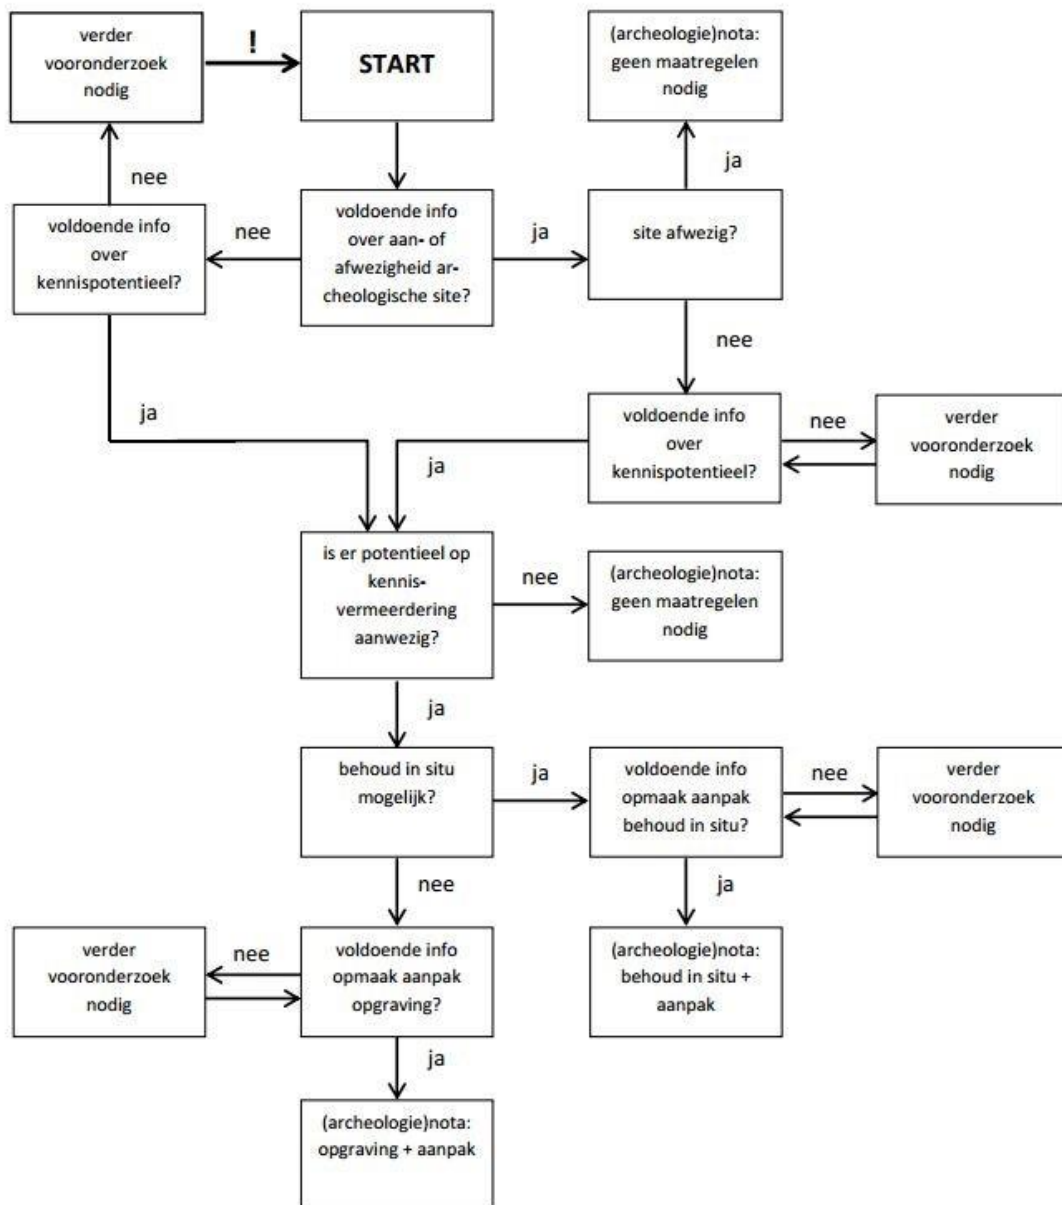 verder
vooronderzoek
nodig
!
START
(archeologie)nota:
geen maatregelen
nodig
nee
ja
voldoende info
over
kennispotentieel?
nee
voldoende info
over aan- of
afwezigheid ar-
cheologische site?
ja
site afwezig?
nee
ja
voldoende info
over
kennispotentieel?
nee
verder
vooronderzoek
nodig
ja
is er potentieel op
kennis-
vermeerdering
aanwezig?
nee
(archeologie)nota:
geen maatregelen
nodig
ja
behoud in situ
mogelijk?
ja
voldoende info
opmaak aanpak
behoud in situ?
nee
verder
vooronderzoek
nodig
nee
ja
verder
vooronderzoek
nodig
nee
voldoende info
opmaak aanpak
opgraving?
(archeologie)nota:
behoud in situ +
aanpak
ja
(archeologie)nota:
opgraving + aanpak